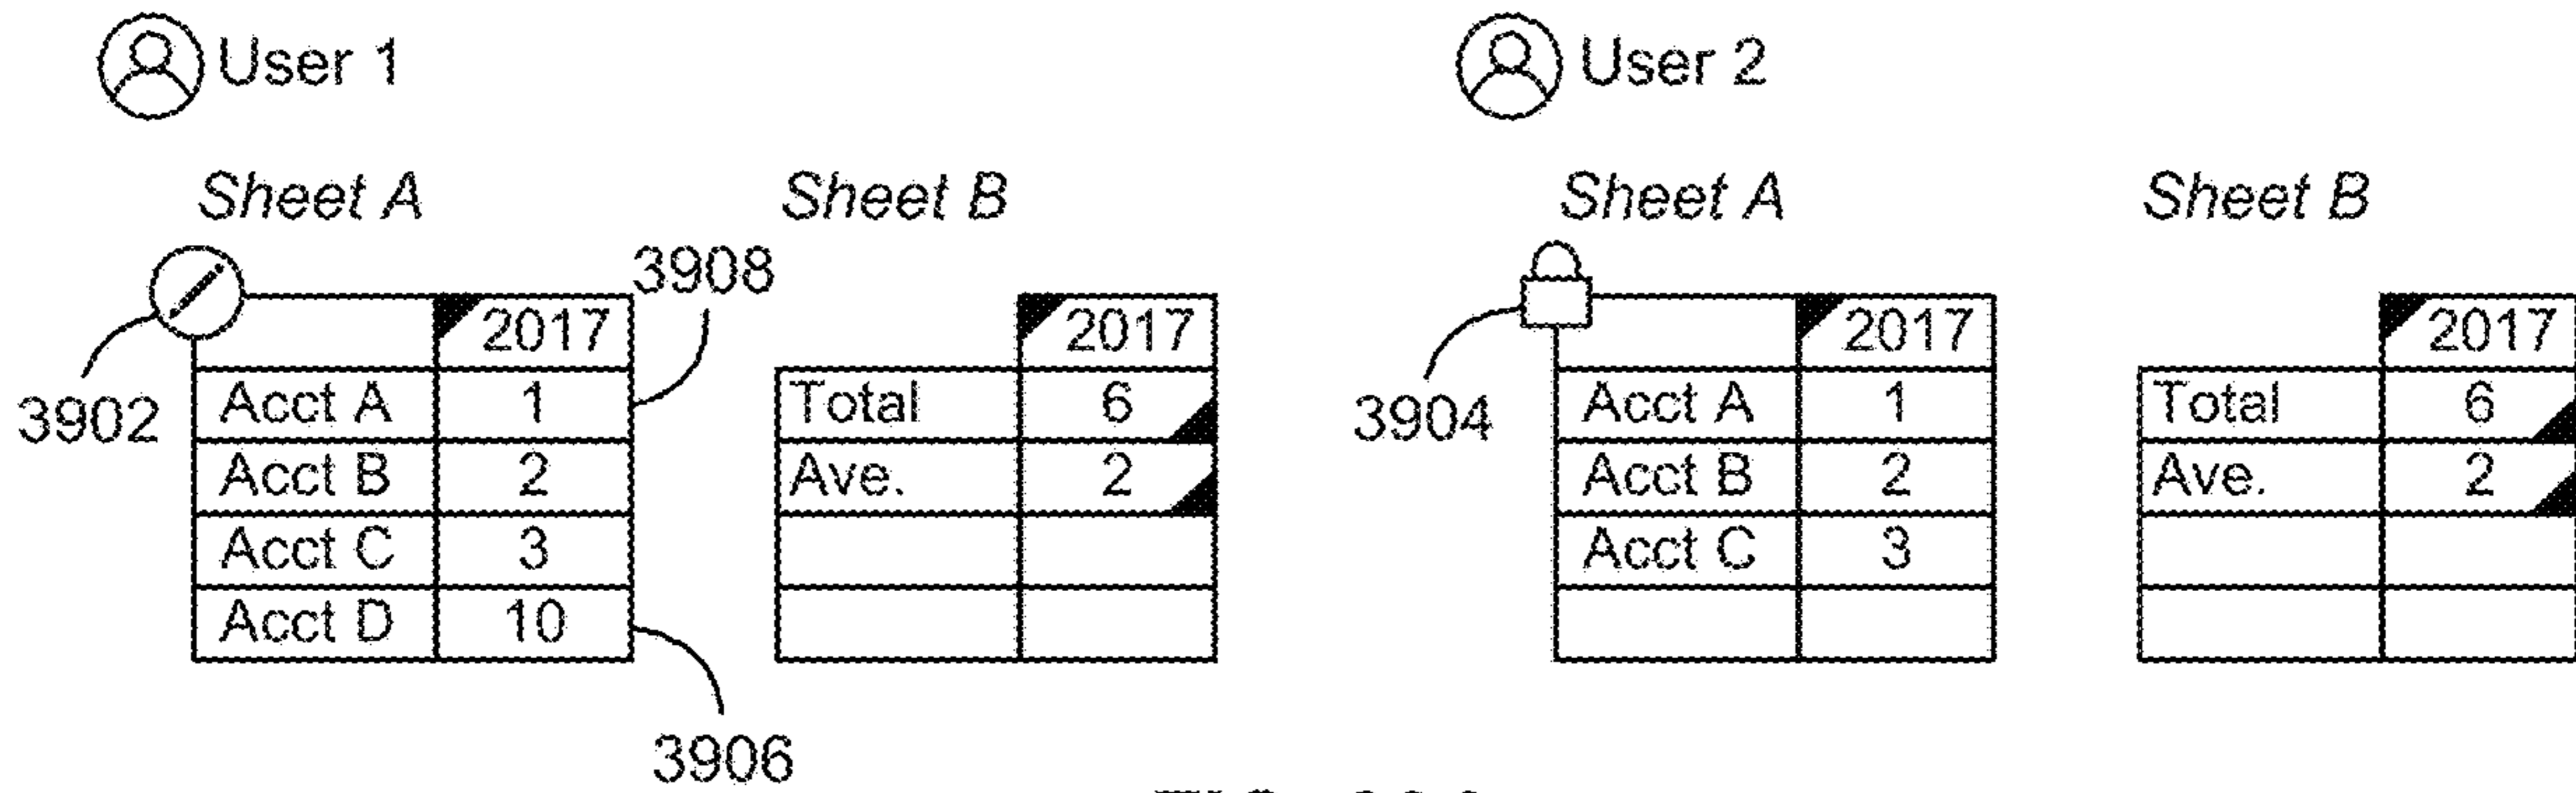 User 1 User 2
Sheet A Sheet B Sheet A Sheet B
3908
2017 2017 2017 2017
3902 Acct A 1 Total 6 3904 Acct A 1 Total 6
Acct B 2 Ave. 2 Acct B 2 Ave. 2
Acct C 3 Acct C 3
Acct D 10
3906